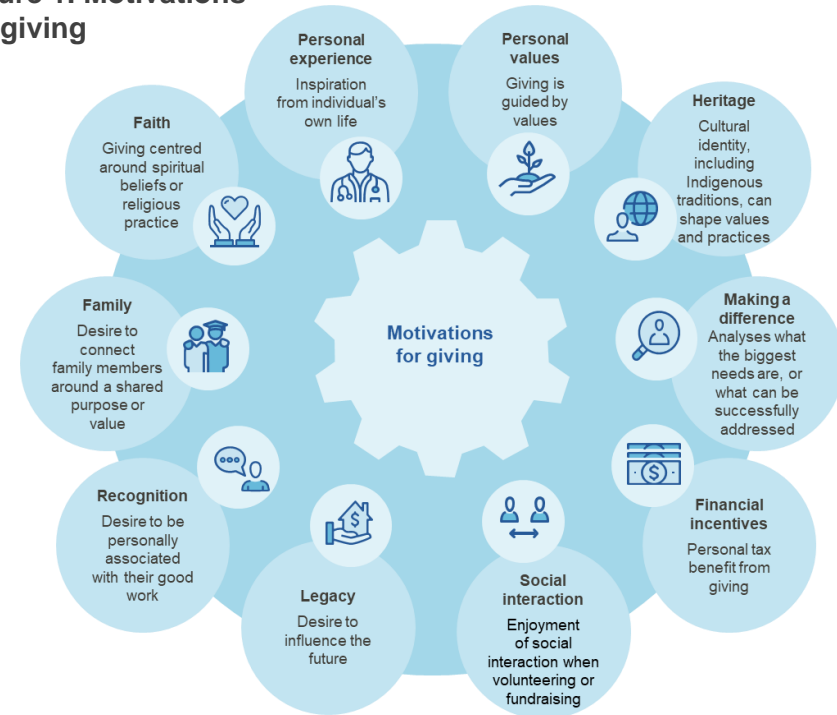 ure 1: Motivations
giving
Personal
experience
Inspiration
from individual's
own life
Personal
values
Giving is
guided by
values
Heritage
Cultural
identity,
including
Indigenous
traditions, can
shape values
and practices
Making a
difference
Analyses what
the biggest
needs are, or
what can be
successfully
addressed
Financial
incentives
Personal tax
benefit from
giving
Social
interaction
Enjoyment
of social
interaction when
volunteering or
fundraising
Legacy
Desire to
influence the
future
Recognition
Desire to be
personally
associated
with their good
work
Family
Desire to
connect
family members
around a shared
purpose or
value
Faith
Giving centred
around spiritual
beliefs or
religious
practice
Motivations
for giving